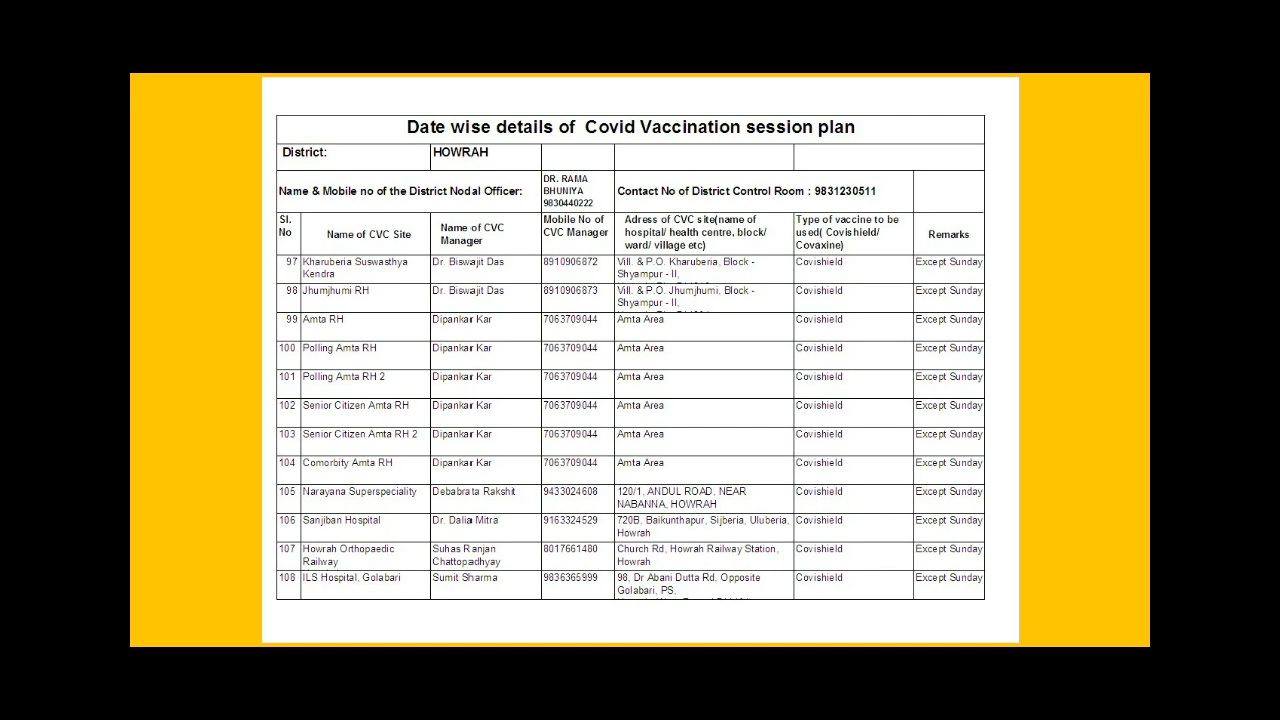 Date wise details of Covid Vaccination session plan
District: HOWRAH
Name & Mobile no of the District Nodal Officer: DR. RAMA BHUNIYA 9830440222 Contact No of District Control Room : 9831230511
Sl. No Name of CVC Site Name of CVC Manager Mobile No of CVC Manager Adress of CVC site(name of hospital/ health centre, block/ ward/ village etc) Type of vaccine to be used( Covishield/ Covaxine) Remarks
97 Kharuberia Suswasthya Kendra Dr. Biswajit Das 8910906872 Vill. & P.O. Kharuberia, Block - Shyampur - II, Covishield Except Sunday
98 Jhumjhumi RH Dr. Biswajit Das 8910906873 Vill. & P.O. Jhumjhumi, Block - Shyampur - II, Covishield Except Sunday
99 Amta RH Dipankar Kar 7063709044 Amta Area Covishield Except Sunday
100 Polling Amta RH Dipankar Kar 7063709044 Amta Area Covishield Except Sunday
101 Polling Amta RH 2 Dipankar Kar 7063709044 Amta Area Covishield Except Sunday
102 Senior Citizen Amta RH Dipankar Kar 7063709044 Amta Area Covishield Except Sunday
103 Senior Citizen Amta RH 2 Dipankar Kar 7063709044 Amta Area Covishield Except Sunday
104 Comorbity Amta RH Dipankar Kar 7063709044 Amta Area Covishield Except Sunday
105 Narayana Superspeciality Debabrata Rakshit 9433024608 120/1, ANDUL ROAD, NEAR NABANNA, HOWRAH Covishield Except Sunday
106 Sanjiban Hospital Dr. Dalia Mitra 9163324529 720B, Baikunthapur, Sijberia, Uluberia, Howrah Covishield Except Sunday
107 Howrah Orthopaedic Railway Suhas Ranjan Chattopadhyay 8017661480 Church Rd, Howrah Railway Station, Howrah Covishield Except Sunday
108 ILS Hospital, Golabari Sumit Sharma 9836365999 98, Dr Abani Dutta Rd, Opposite Golabari, PS, Covishield Except Sunday